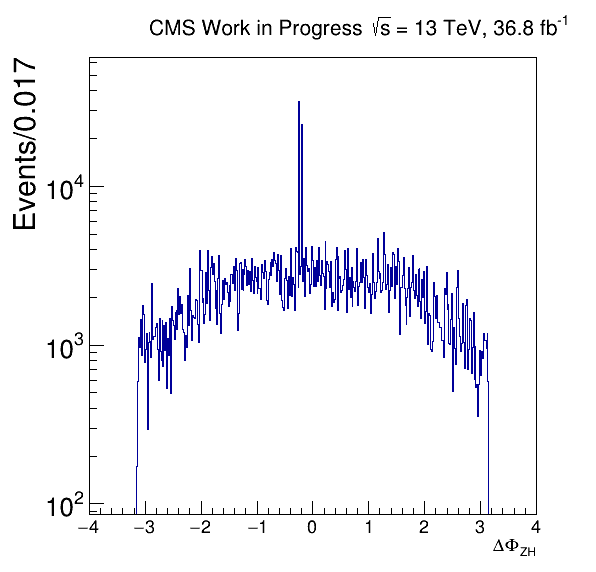 CMS Work in Progress √s = 13 TeV, 36.8 fb⁻¹
Events/0.017
10⁴
10³
10²
−4 −3 −2 −1 0 1 2 3 4
ΔΦ_ZH